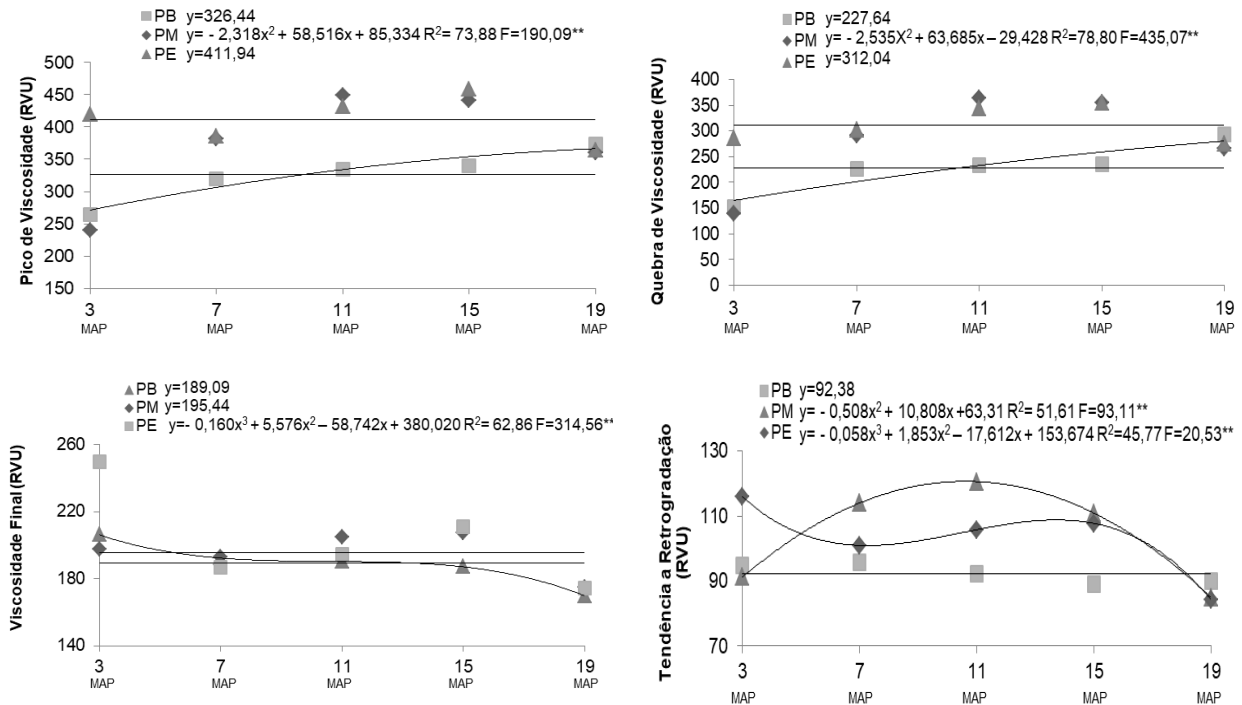 PB y=326,44
PM y= - 2,318x² + 58,516x + 85,334 R²= 73,88 F=190,09**
PE y=411,94
Pico de Viscosidade (RVU)
500
450
400
350
300
250
200
150
3 7 11 15 19
MAP MAP MAP MAP MAP
PB y=227,64
PM y= - 2,535X² + 63,685x – 29,428 R²=78,80 F=435,07**
PE y=312,04
Quebra de Viscosidade (RVU)
400
350
300
250
200
150
100
50
0
3 7 11 15 19
MAP MAP MAP MAP MAP
PB y=189,09
PM y=195,44
PE y=- 0,160x³ + 5,576x² – 58,742x + 380,020 R²= 62,86 F=314,56**
Viscosidade Final (RVU)
260
220
180
140
3 7 11 15 19
MAP MAP MAP MAP MAP
PB y=92,38
PM y= - 0,508x² + 10,808x +63,31 R²= 51,61 F=93,11**
PE y= - 0,058x³ + 1,853x² – 17,612x + 153,674 R²=45,77 F=20,53**
Tendência a Retrogradação
(RVU)
130
110
90
70
3 7 11 15 19
MAP MAP MAP MAP MAP